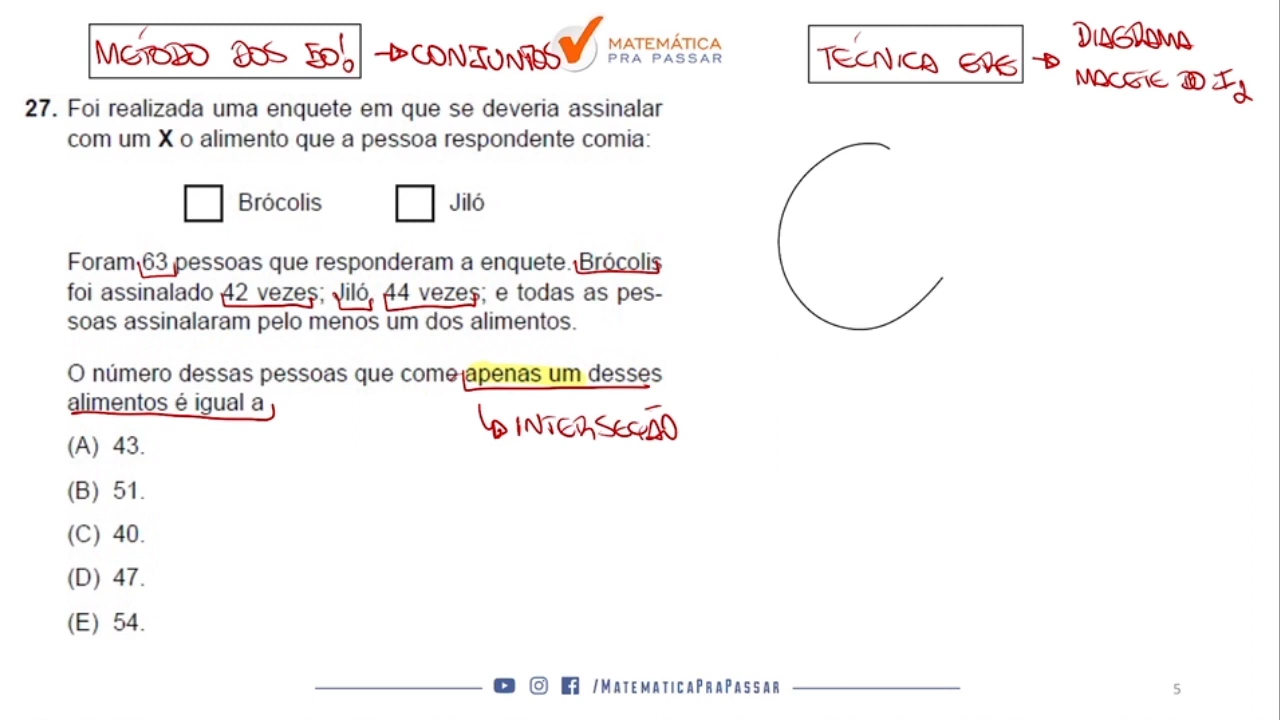 MÉTODO DOS 50! → CONJUNTOS
MATEMÁTICA
PRA PASSAR
TÉCNICA → DIAGRAMA
MACETE DO I2
27. Foi realizada uma enquete em que se deveria assinalar
com um X o alimento que a pessoa respondente comia:
Brócolis Jiló
Foram 63 pessoas que responderam a enquete. Brócolis
foi assinalado 42 vezes; Jiló, 44 vezes; e todas as pes-
soas assinalaram pelo menos um dos alimentos.
O número dessas pessoas que come apenas um desses
alimentos é igual a
INTERSEÇÃO
(A) 43.
(B) 51.
(C) 40.
(D) 47.
(E) 54.
/MATEMATICAPRAPASSAR
5